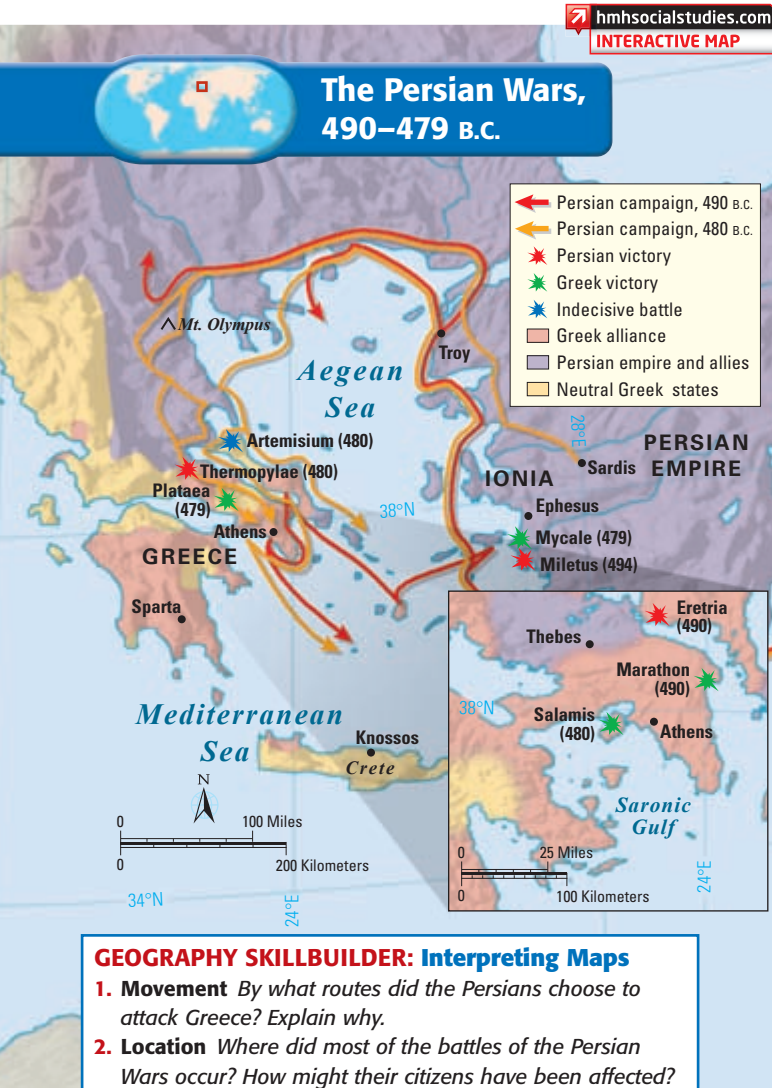 hmhsocialstudies.com
INTERACTIVE MAP
The Persian Wars,
490–479 B.C.
Persian campaign, 490 B.C.
Persian campaign, 480 B.C.
Persian victory
Greek victory
Indecisive battle
Greek alliance
Persian empire and allies
Neutral Greek states
Mt. Olympus
Troy
Aegean
Sea
28°E
Artemisium (480)
PERSIAN
EMPIRE
Sardis
Thermopylae (480)
IONIA
Plataea
(479)
38°N
Ephesus
Athens
Mycale (479)
GREECE
Miletus (494)
Sparta
Eretria
(490)
Thebes
Marathon
(490)
38°N
Salamis
(480)
Athens
Saronic
Gulf
0 25 Miles
0 100 Kilometers
24°E
Mediterranean
Sea
Knossos
Crete
N
0 100 Miles
0 200 Kilometers
34°N
24°E
GEOGRAPHY SKILLBUILDER: Interpreting Maps
1. Movement By what routes did the Persians choose to
attack Greece? Explain why.
2. Location Where did most of the battles of the Persian
Wars occur? How might their citizens have been affected?